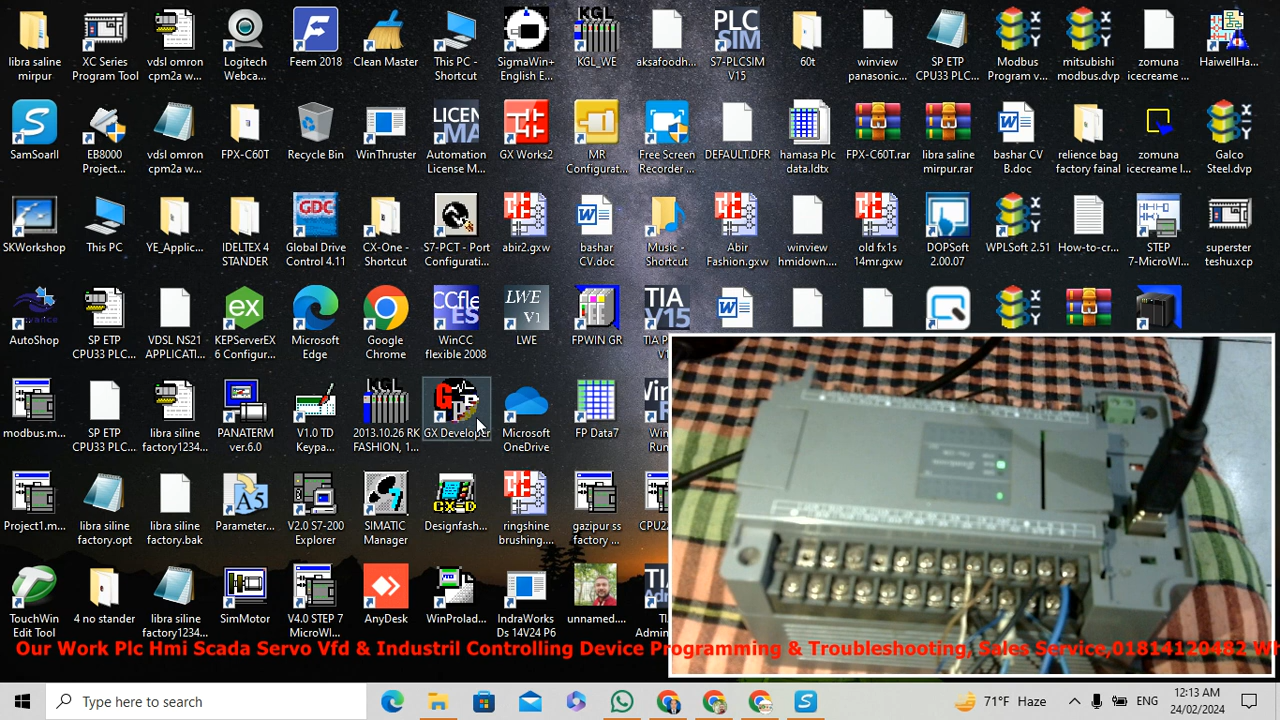 libra saline
mirpur
XC Series
Program Tool
vdsl omron
cpm2a w...
Logitech
Webca...
Feem 2018
Clean Master
This PC -
Shortcut
SigmaWin+
English E...
KGL
KGL_WE
aksafoodh...
PLC
SIM
S7-PLCSIM
V15
60t
winview
panasonic...
SP ETP
CPU33 PLC...
Modbus
Program v...
mitsubishi
modbus.dvp
zomuna
icecreame ...
HaiwellHa...
SamSoarII
EB8000
Project...
vdsl omron
cpm2a w...
FPX-C60T
Recycle Bin
WinThruster
LICEN
MA
Automation
License M...
GX Works2
MR
Configurat...
Free Screen
Recorder ...
DEFAULT.DFR
hamasa Plc
data.ldtx
FPX-C60T.rar
libra saline
mirpur.rar
bashar CV
B.doc
relience bag
factory fainal
zomuna
icecreame l...
Galco
Steel.dvp
SKWorkshop
This PC
YE_Applic...
IDELTEX 4
STANDER
GDC
Global Drive
Control 4.11
CX-One -
Shortcut
S7-PCT - Port
Configurati...
abir2.gxw
bashar
CV.doc
Music -
Shortcut
Abir
Fashion.gxw
winview
hmidown....
old fx1s
14mr.gxw
DOPSoft
2.00.07
WPLSoft 2.51
How-to-cr...
STEP
7-MicroWI...
superster
teshu.xcp
AutoShop
SP ETP
CPU33 PLC...
VDSL NS21
APPLICATI...
ex
KEPServerEX
6 Configur...
Microsoft
Edge
Google
Chrome
WinCC
flexible 2008
LWE
V1
LWE
FPWIN GR
TIA
V15
modbus.m...
SP ETP
CPU33 PLC...
libra siline
factory1234...
PANATERM
ver.6.0
V1.0 TD
Keypa...
KGL
2013.10.26 RK
FASHION, 1...
GX Developer
Microsoft
OneDrive
FP Data7
Project1.m...
libra siline
factory.opt
libra siline
factory.bak
A5
Parameter...
V2.0 S7-200
Explorer
SIMATIC
Manager
Designfash...
ringshine
brushing....
gazipur ss
factory ...
TouchWin
Edit Tool
4 no stander
libra siline
factory1234...
SimMotor
V4.0 STEP 7
MicroWI...
AnyDesk
WinProlad...
IndraWorks
Ds 14V24 P6
unnamed....
Our Work Plc Hmi Scada Servo Vfd & Industril Controlling Device Programming & Troubleshooting, Sales Service,01814120482
Type here to search
71°F Haze
ENG
12:13 AM
24/02/2024